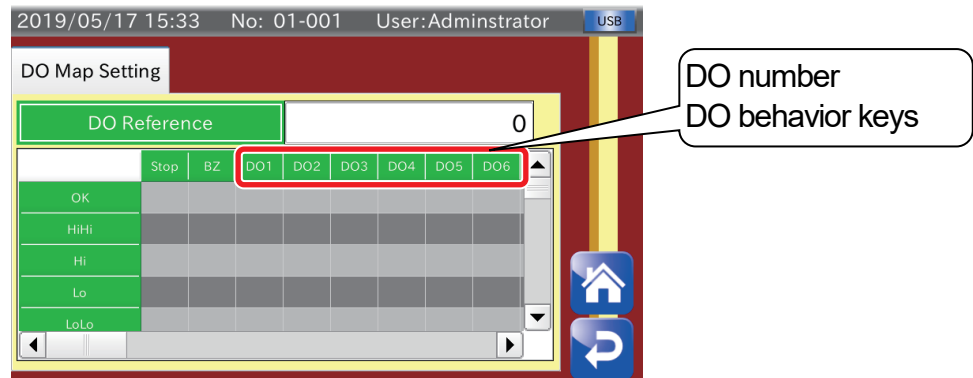 2019/05/17 15:33 No: 01-001 User:Adminstrator USB
DO Map Setting
DO number
DO behavior keys
DO Reference 0
Stop BZ DO1 DO2 DO3 DO4 DO5 DO6
OK
HiHi
Hi
Lo
LoLo